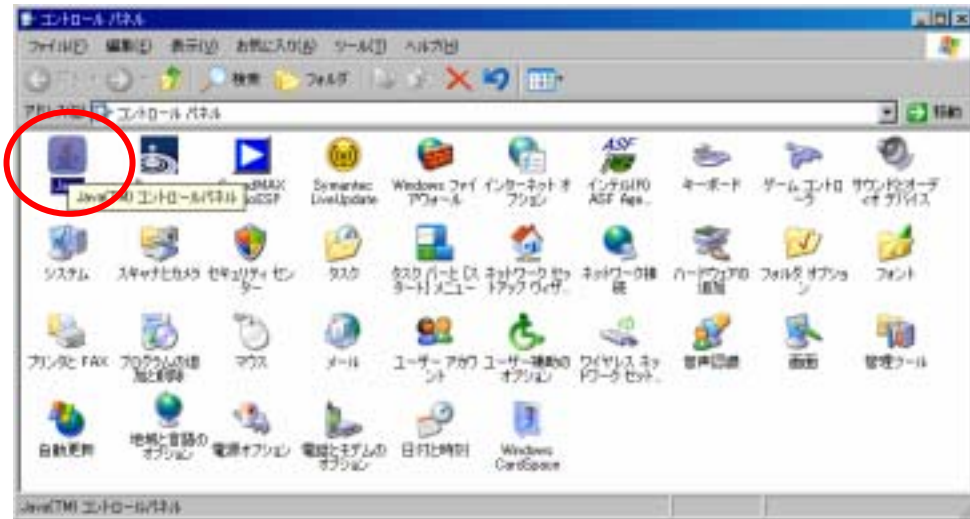 コントロール パネル
ファイル(F) 編集(E) 表示(V) お気に入り(A) ツール(T) ヘルプ(H)
検索 フォルダ
コントロール パネル 移動
Java
Symantec LiveUpdate
Windows ファイアウォール
インターネット オプション
キーボード
ゲーム コントローラ
サウンドとオーディオ デバイス
Java(TM) コントロールパネル
システム
スキャナとカメラ
セキュリティ センター
タスク
タスク バーと [スタート] メニュー
ネットワーク セットアップ ウィザ..
ネットワーク接続
ハードウェアの追加
フォルダ オプション
フォント
プリンタと FAX
プログラムの追加と削除
マウス
メール
ユーザー アカウント
ユーザー補助のオプション
ワイヤレス ネットワーク セット..
音声認識
画面
管理ツール
自動更新
地域と言語のオプション
電源オプション
電話とモデムのオプション
日付と時刻
Windows CardSpace
Java(TM) コントロールパネル